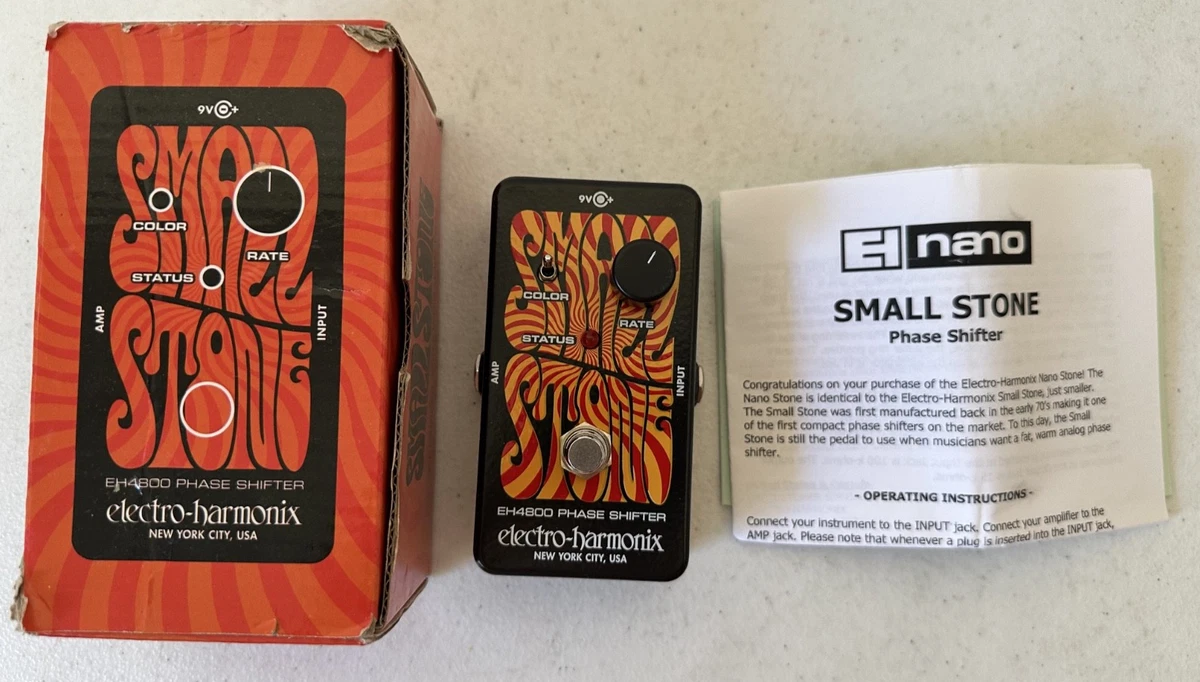 9V
SMALL
COLOR
RATE
STATUS
AMP
INPUT
STONE
EH4800 PHASE SHIFTER
electro-harmonix
NEW YORK CITY, USA
SMALL STONE
9V
SMALL
COLOR
RATE
STATUS
AMP
INPUT
STONE
EH4800 PHASE SHIFTER
electro-harmonix
NEW YORK CITY, USA
EH nano
SMALL STONE
Phase Shifter
Congratulations on your purchase of the Electro-Harmonix Nano Stone! The
Nano Stone is identical to the Electro-Harmonix Small Stone, just smaller.
The Small Stone was first manufactured back in the early 70's making it one
of the first compact phase shifters on the market. To this day, the Small
Stone is still the pedal to use when musicians want a fat, warm analog phase
shifter.
- OPERATING INSTRUCTIONS -
Connect your instrument to the INPUT jack. Connect your amplifier to the
AMP jack. Please note that whenever a plug is inserted into the INPUT jack,